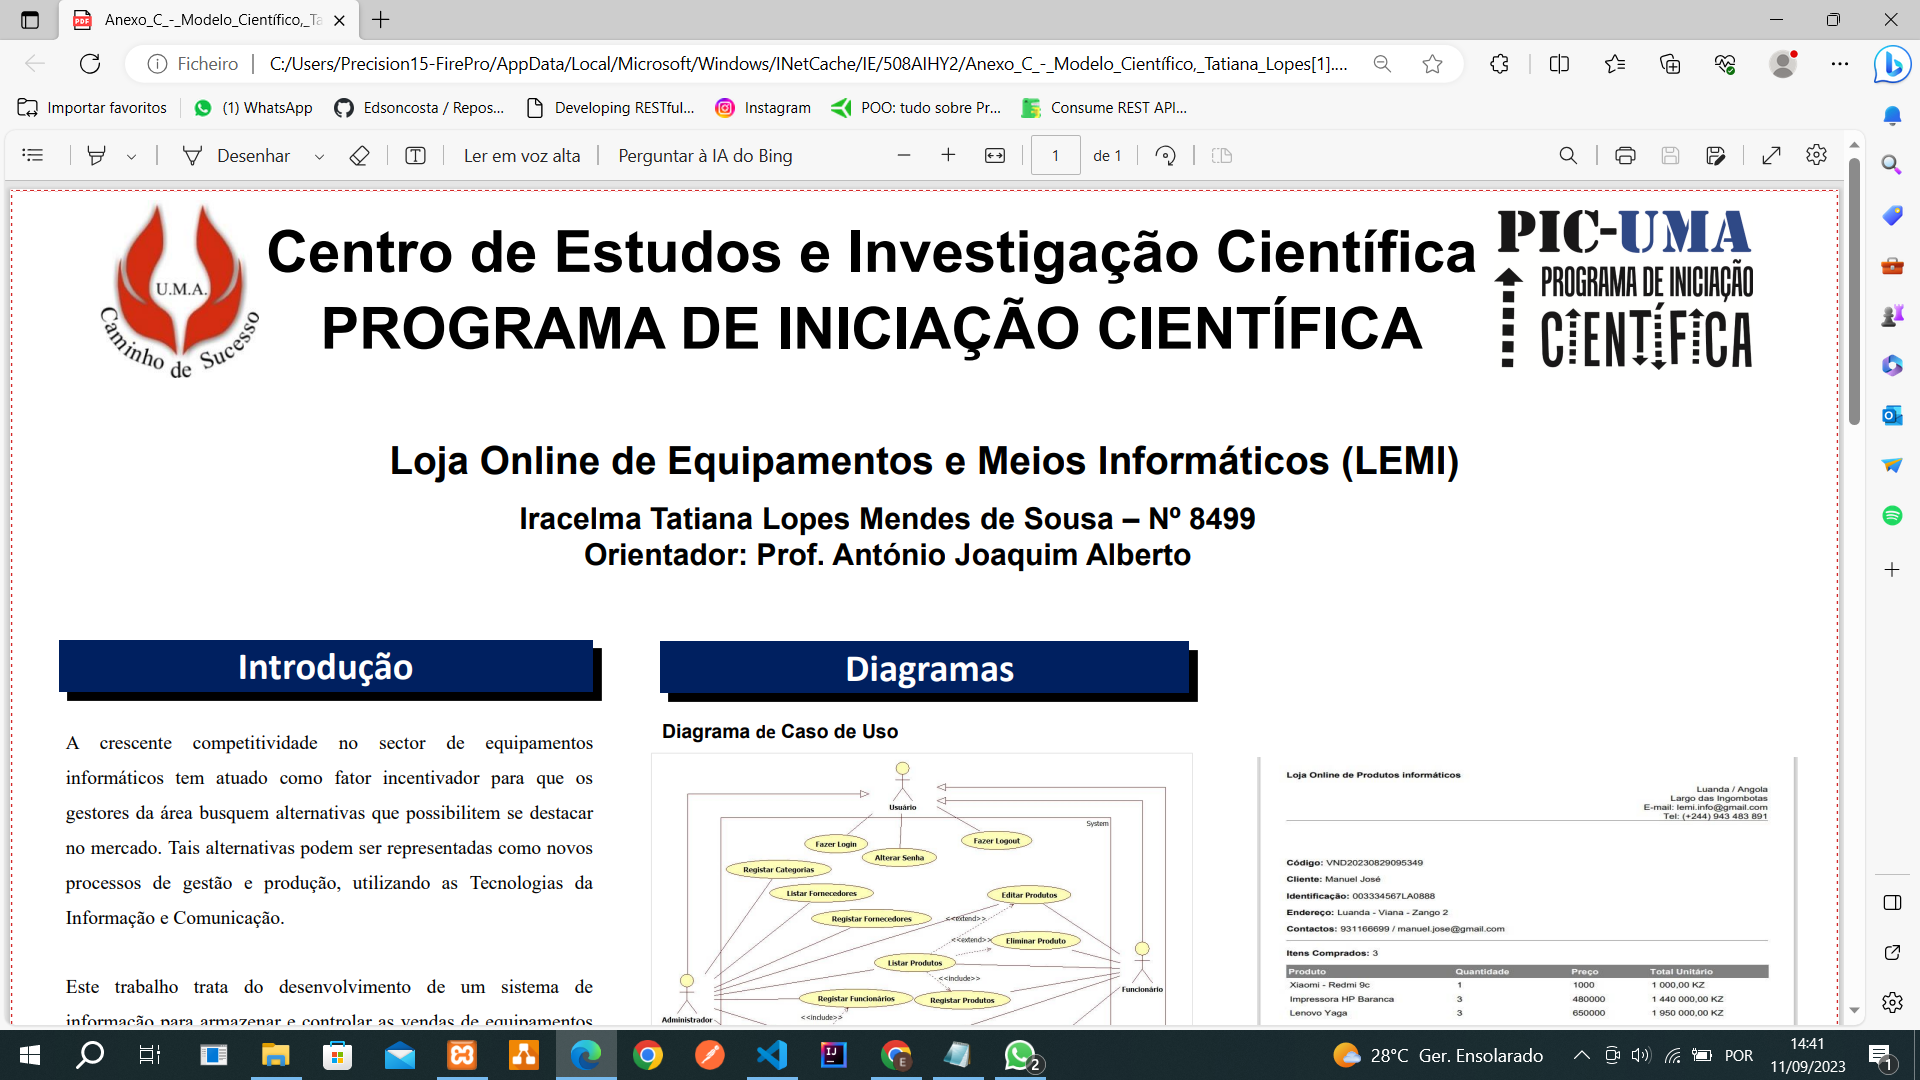 Anexo_C_-_Modelo_Científico,_Ta
Ficheiro
C:/Users/Precision15-FirePro/AppData/Local/Microsoft/Windows/INetCache/IE/508AIHY2/Anexo_C_-_Modelo_Científico,_Tatiana_Lopes[1]....
Importar favoritos
(1) WhatsApp
Edsoncosta / Repos...
Developing RESTful...
Instagram
POO: tudo sobre Pr...
Consume REST API...
Desenhar
Ler em voz alta
Perguntar à IA do Bing
1
de 1
U.M.A.
Caminho de Sucesso
Centro de Estudos e Investigação Científica
PROGRAMA DE INICIAÇÃO CIENTÍFICA
PIC-UMA
PROGRAMA DE INICIAÇÃO
CIENTÍFICA
Loja Online de Equipamentos e Meios Informáticos (LEMI)
Iracelma Tatiana Lopes Mendes de Sousa – Nº 8499
Orientador: Prof. António Joaquim Alberto
Introdução
A crescente competitividade no sector de equipamentos
informáticos tem atuado como fator incentivador para que os
gestores da área busquem alternativas que possibilitem se destacar
no mercado. Tais alternativas podem ser representadas como novos
processos de gestão e produção, utilizando as Tecnologias da
Informação e Comunicação.
Este trabalho trata do desenvolvimento de um sistema de
informação para armazenar e controlar as vendas de equipamentos
Diagramas
Diagrama de Caso de Uso
Usuário
System
Fazer Login
Alterar Senha
Fazer Logout
Registar Categorias
Listar Fornecedores
Editar Produtos
Registar Fornecedores
<<extend>>
<<extend>>
Eliminar Produto
Listar Produtos
<<include>>
Funcionário
Registar Funcionários
Registar Produtos
Administrador
<<include>>
Loja Online de Produtos informáticos
Luanda / Angola
Largo das Ingombotas
E-mail: lemi.info@gmail.com
Tel: (+244) 943 483 891
Código: VND20230829095349
Cliente: Manuel José
Identificação: 003334567LA0888
Endereço: Luanda - Viana - Zango 2
Contactos: 931166699 / manuel.jose@gmail.com
Itens Comprados: 3
Produto Quantidade Preço Total Unitário
Xiaomi - Redmi 9c 1 1000 1 000,00 KZ
Impressora HP Baranca 3 480000 1 440 000,00 KZ
Lenovo Yaga 3 650000 1 950 000,00 KZ
28°C Ger. Ensolarado
POR
14:41
11/09/2023
2
1